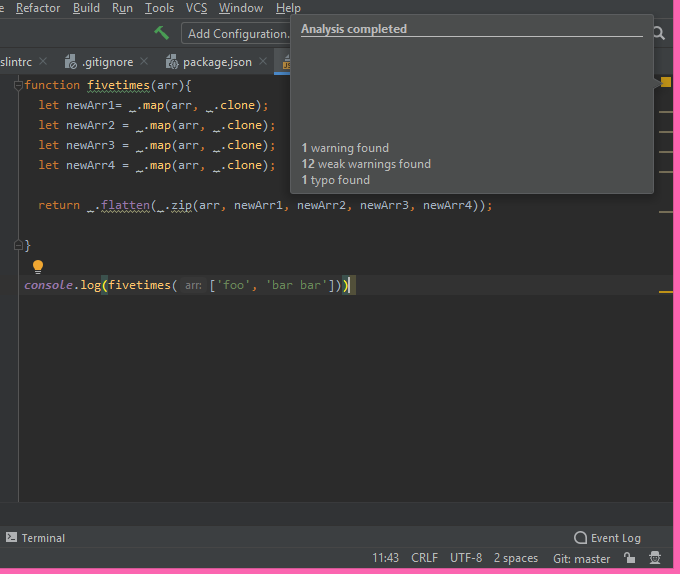 e Refactor Build Run Tools VCS Window Help
Add Configuration.
slintrc .gitignore package.json JS
Analysis completed
1 warning found
12 weak warnings found
1 typo found
function fivetimes(arr){
let newArr1= _.map(arr, _.clone);
let newArr2 = _.map(arr, _.clone);
let newArr3 = _.map(arr, _.clone);
let newArr4 = _.map(arr, _.clone);
return _.flatten(_.zip(arr, newArr1, newArr2, newArr3, newArr4));
}
console.log(fivetimes( arr: ['foo', 'bar bar']))
Terminal Event Log
11:43 CRLF UTF-8 2 spaces Git: master